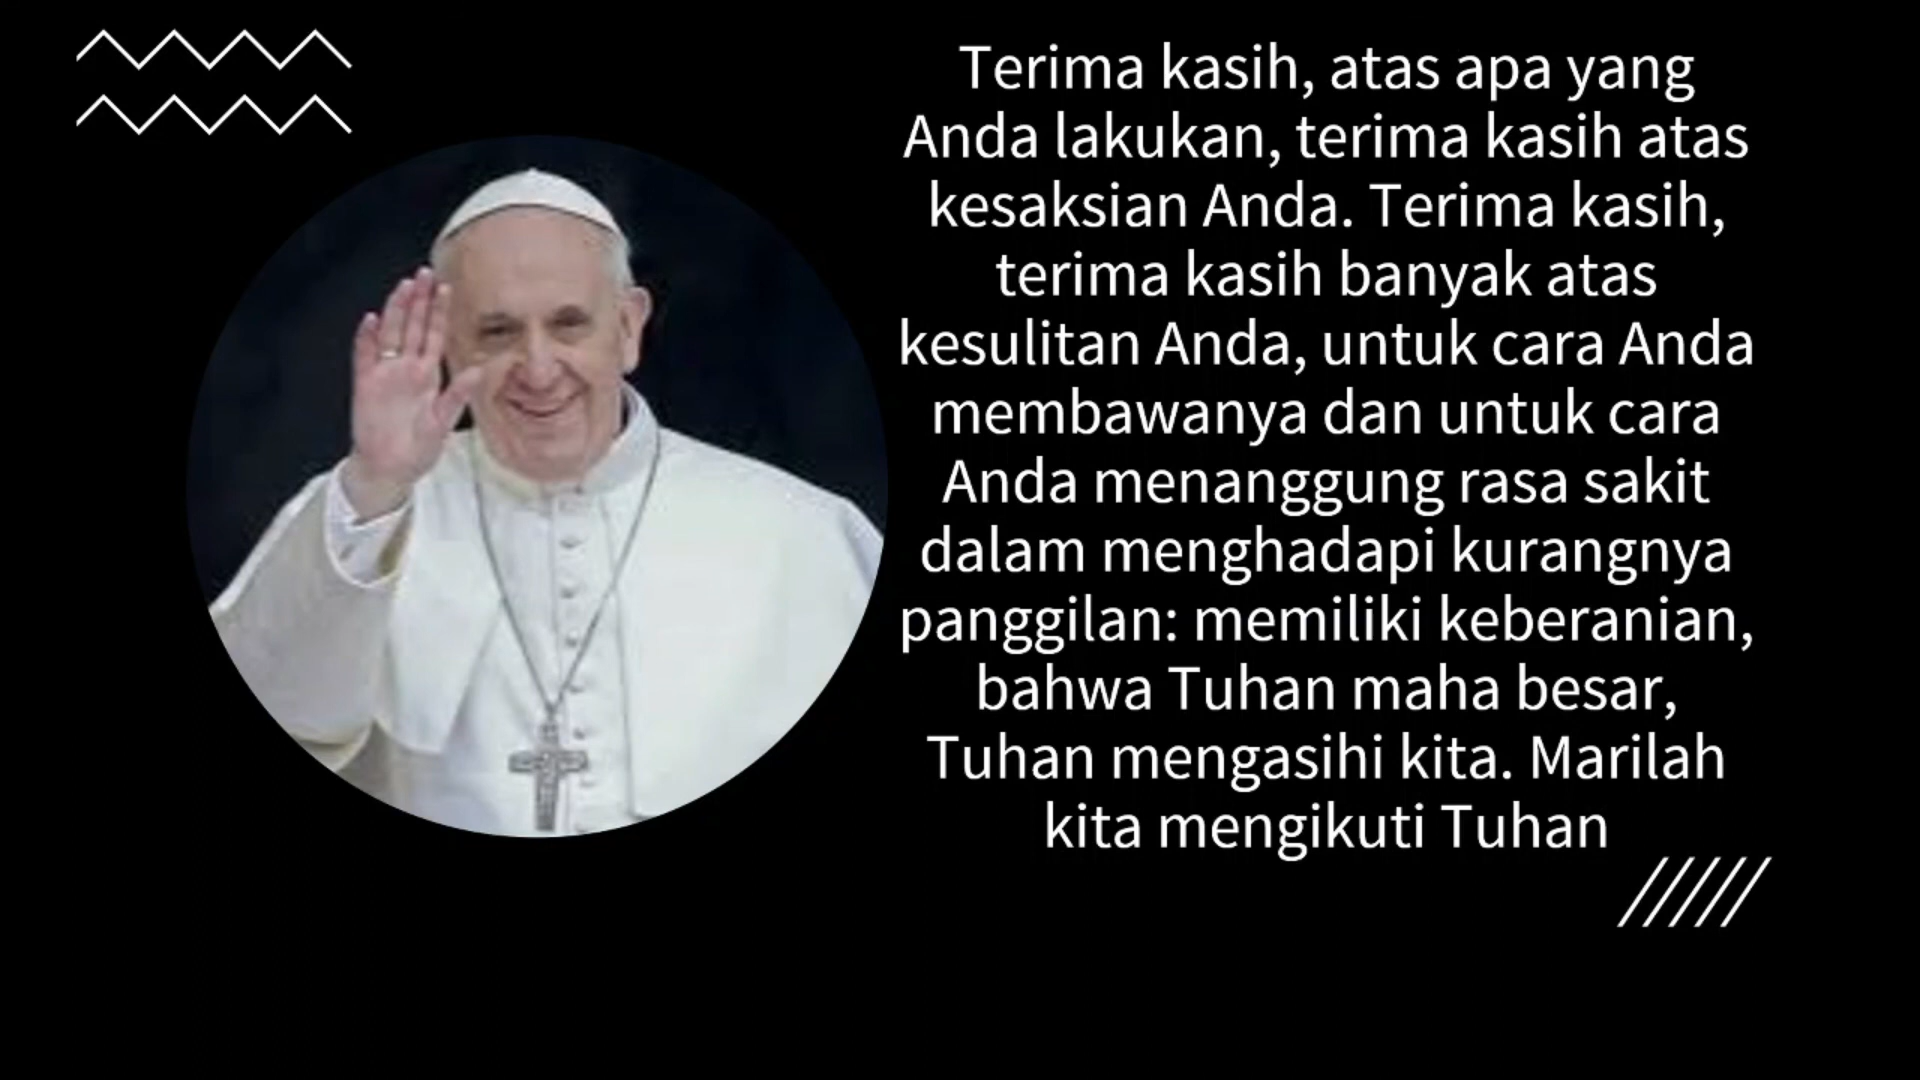 Terima kasih, atas apa yang
Anda lakukan, terima kasih atas
kesaksian Anda. Terima kasih,
terima kasih banyak atas
kesulitan Anda, untuk cara Anda
membawanya dan untuk cara
Anda menanggung rasa sakit
dalam menghadapi kurangnya
panggilan: memiliki keberanian,
bahwa Tuhan maha besar,
Tuhan mengasihi kita. Marilah
kita mengikuti Tuhan